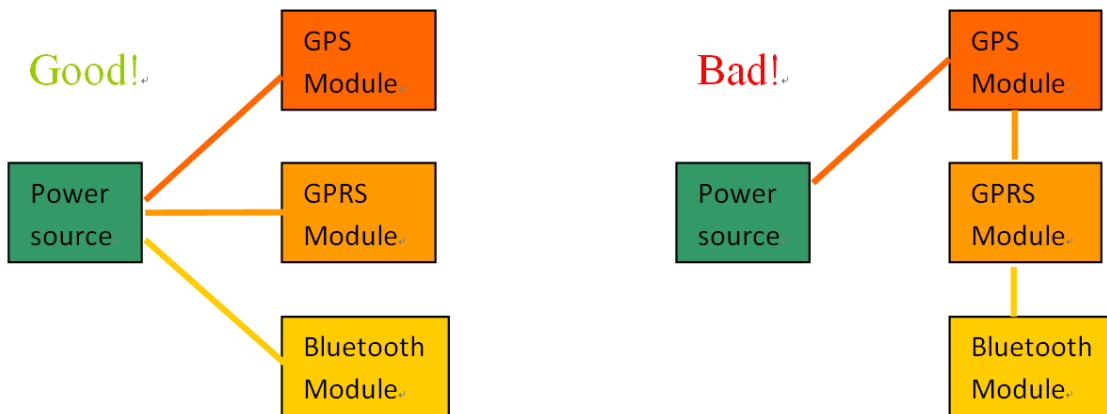 Good!
GPS
Module
Power
source
GPRS
Module
Bluetooth
Module
Bad!
GPS
Module
Power
source
GPRS
Module
Bluetooth
Module